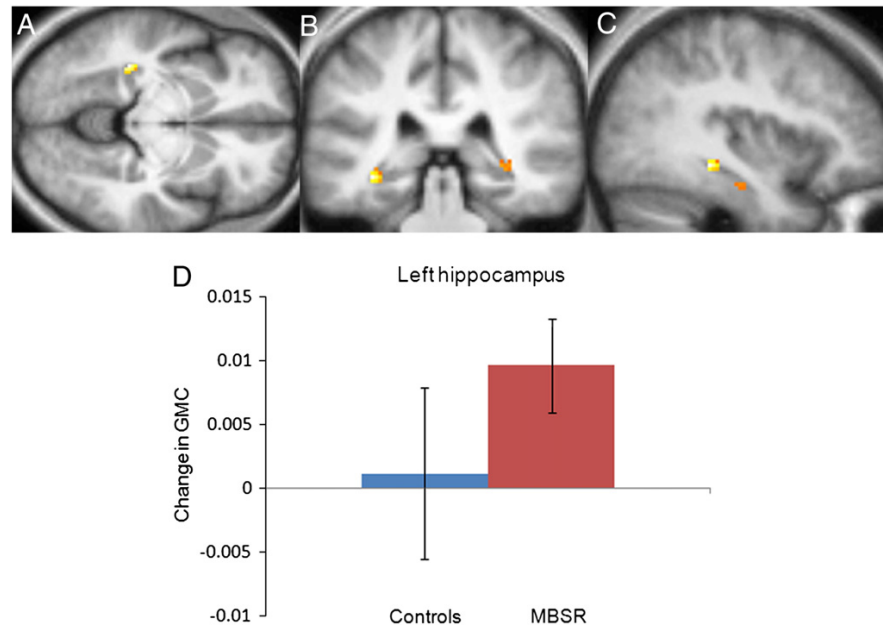 A
B
C
D
Left hippocampus
Change in GMC
0.015
0.01
0.005
0
-0.005
-0.01
Controls
MBSR